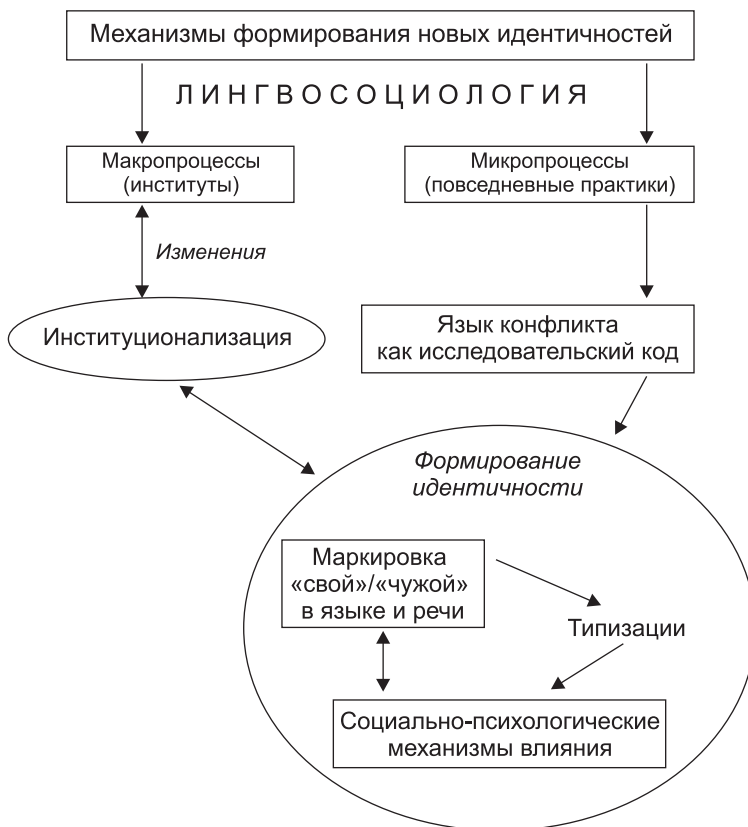 Механизмы формирования новых идентичностей
ЛИНГВОСОЦИОЛОГИЯ
Макропроцессы
(институты)
Микропроцессы
(повседневные практики)
Изменения
Институционализация
Язык конфликта
как исследовательский код
Формирование
идентичности
Маркировка
«свой»/«чужой»
в языке и речи
Типизации
Социально-психологические
механизмы влияния